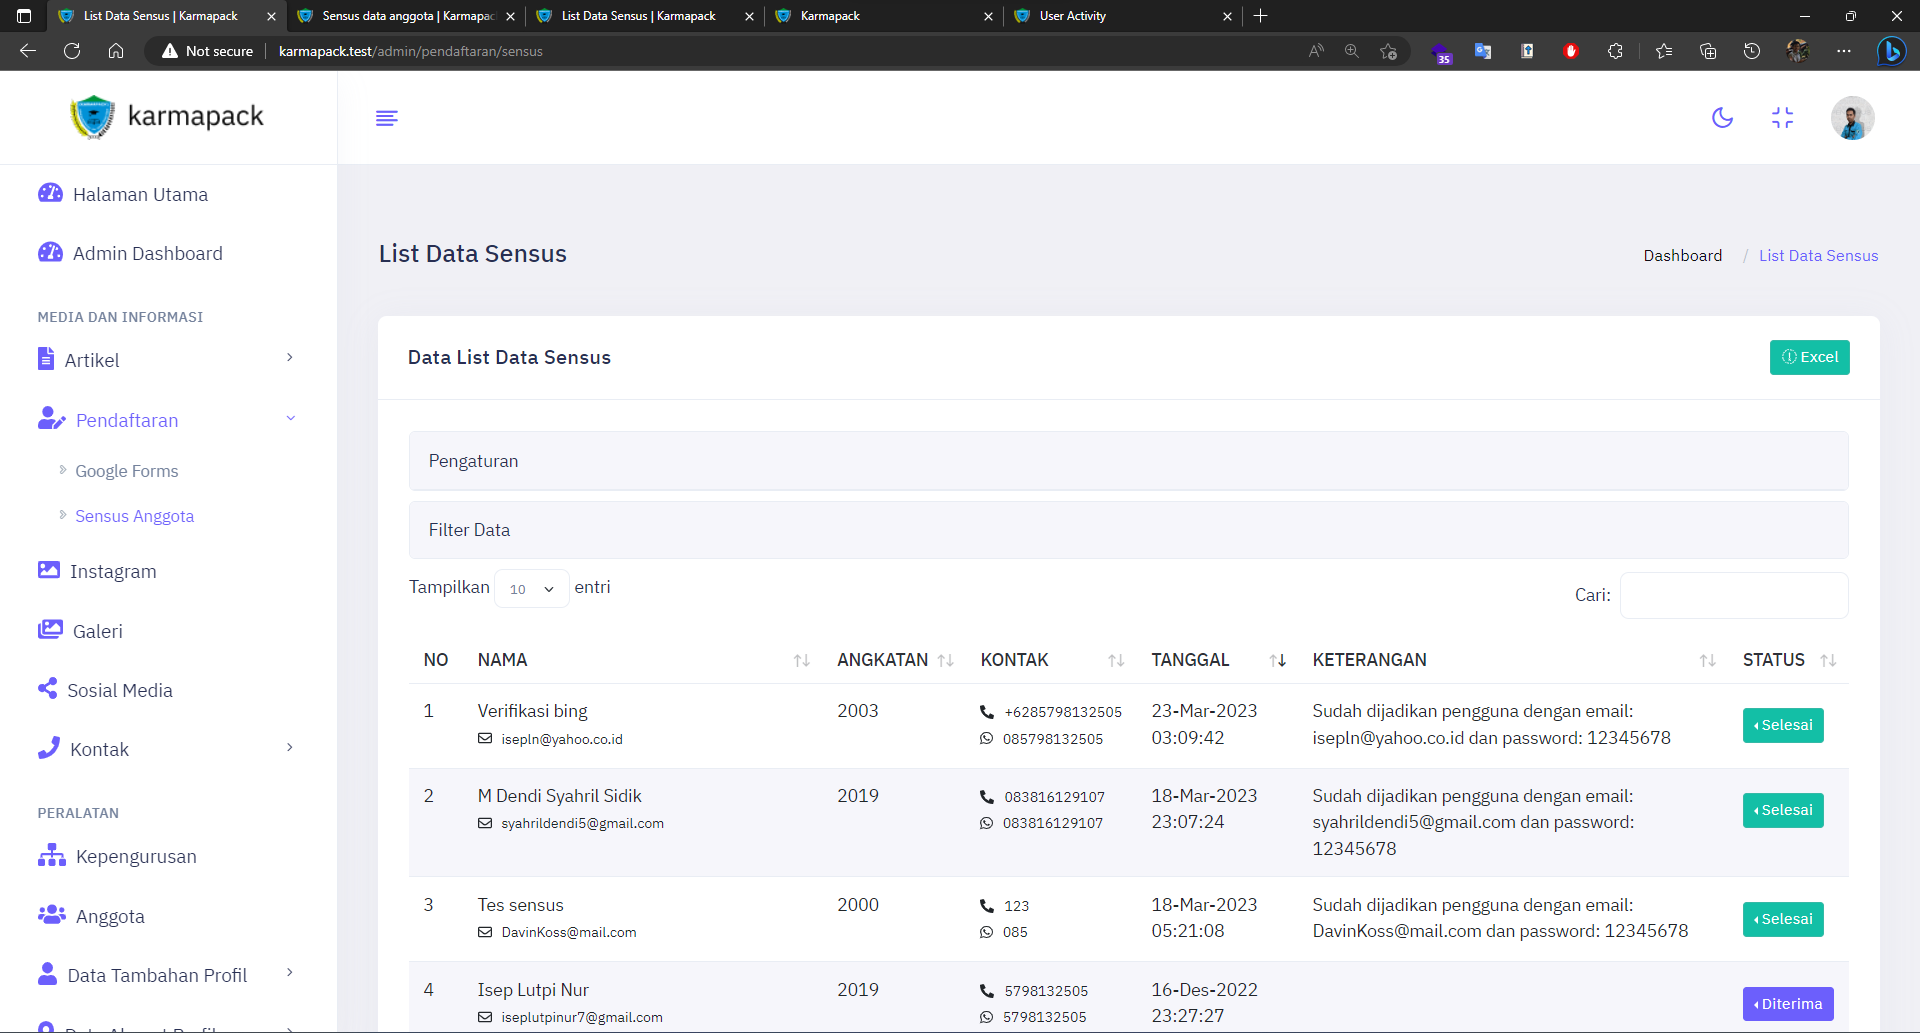 List Data Sensus | Karmapack
Sensus data anggota | Karmapac
List Data Sensus | Karmapack
Karmapack
User Activity
Not secure
karmapack.test/admin/pendaftaran/sensus
35
karmapack
Halaman Utama
Admin Dashboard
MEDIA DAN INFORMASI
Artikel
Pendaftaran
Google Forms
Sensus Anggota
Instagram
Galeri
Sosial Media
Kontak
PERALATAN
Kepengurusan
Anggota
Data Tambahan Profil
List Data Sensus
Dashboard / List Data Sensus
Data List Data Sensus
Excel
Pengaturan
Filter Data
Tampilkan 10 entri
Cari:
NO NAMA ANGKATAN KONTAK TANGGAL KETERANGAN STATUS
1 Verifikasi bing 2003 +6285798132505 23-Mar-2023 Sudah dijadikan pengguna dengan email: Selesai
isepln@yahoo.co.id 085798132505 03:09:42 isepln@yahoo.co.id dan password: 12345678
2 M Dendi Syahril Sidik 2019 083816129107 18-Mar-2023 Sudah dijadikan pengguna dengan email: Selesai
syahrildendi5@gmail.com 083816129107 23:07:24 syahrildendi5@gmail.com dan password:
12345678
3 Tes sensus 2000 123 18-Mar-2023 Sudah dijadikan pengguna dengan email: Selesai
DavinKoss@mail.com 085 05:21:08 DavinKoss@mail.com dan password: 12345678
4 Isep Lutpi Nur 2019 5798132505 16-Des-2022 Diterima
iseplutpinur7@gmail.com 5798132505 23:27:27